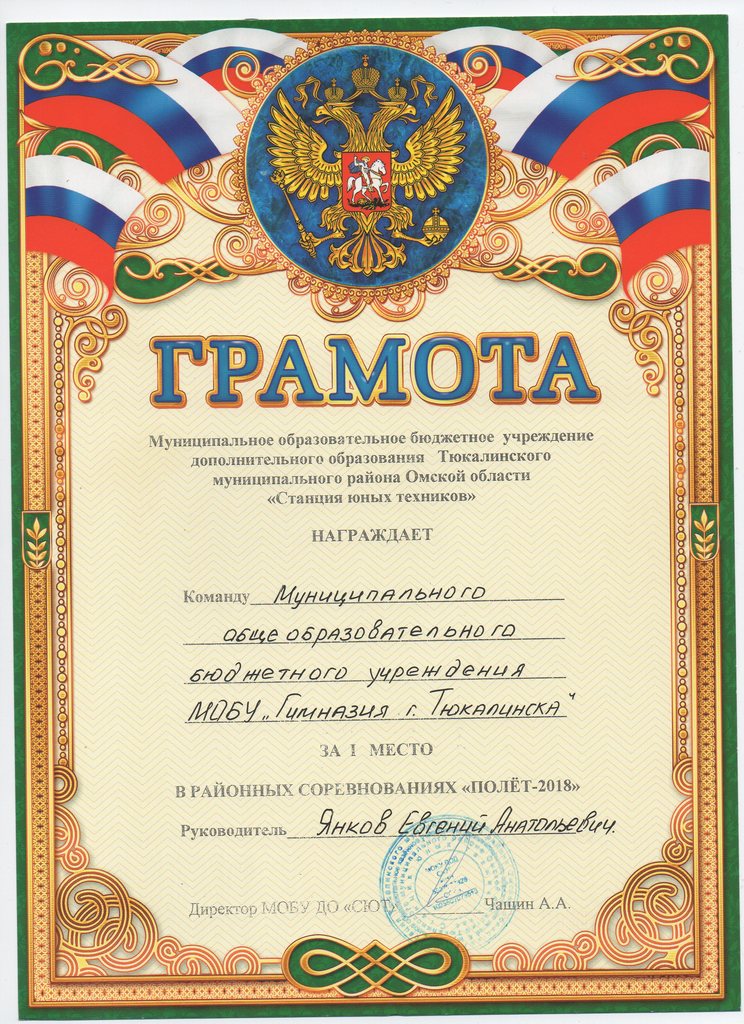 ГРАМОТА
Муниципальное образовательное бюджетное учреждение
дополнительного образования Тюкалинского
муниципального района Омской области
«Станция юных техников»
НАГРАЖДАЕТ
Команду Муниципального
общеобразовательного
бюджетного учреждения
МОБУ „Гимназия г. Тюкалинска"
ЗА I МЕСТО
В РАЙОННЫХ СОРЕВНОВАНИЯХ «ПОЛЁТ-2018»
Руководитель Янков Евгений Анатольевич.
Директор МОБУ ДО «СЮТ» Чащин А.А.